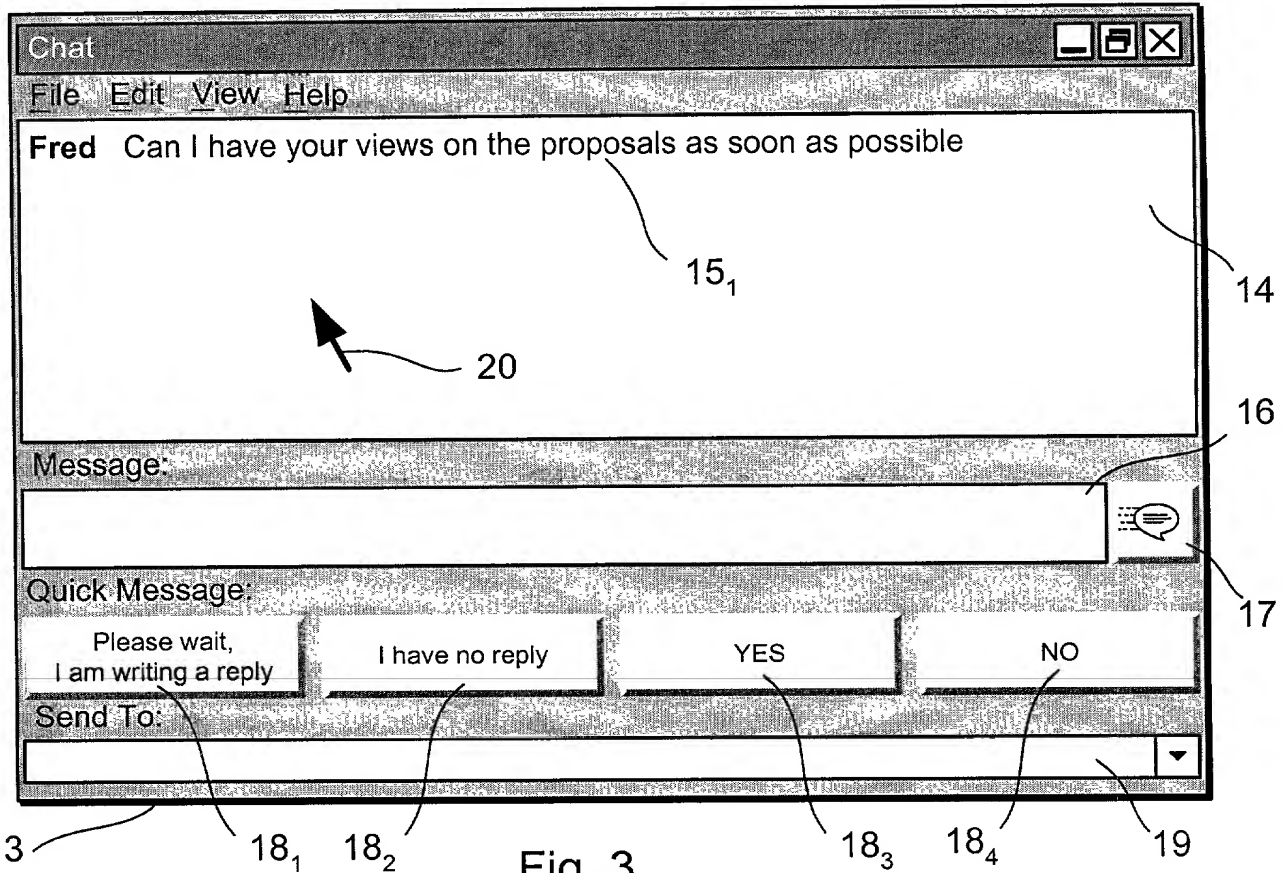 Chat
File Edit View Help
Fred Can I have your views on the proposals as soon as possible
15₁
14
20
16
Message:
17
Quick Message:
Please wait,
I am writing a reply
I have no reply
YES
NO
Send To:
3
18₁
18₂
18₃
18₄
19
Fig. 3